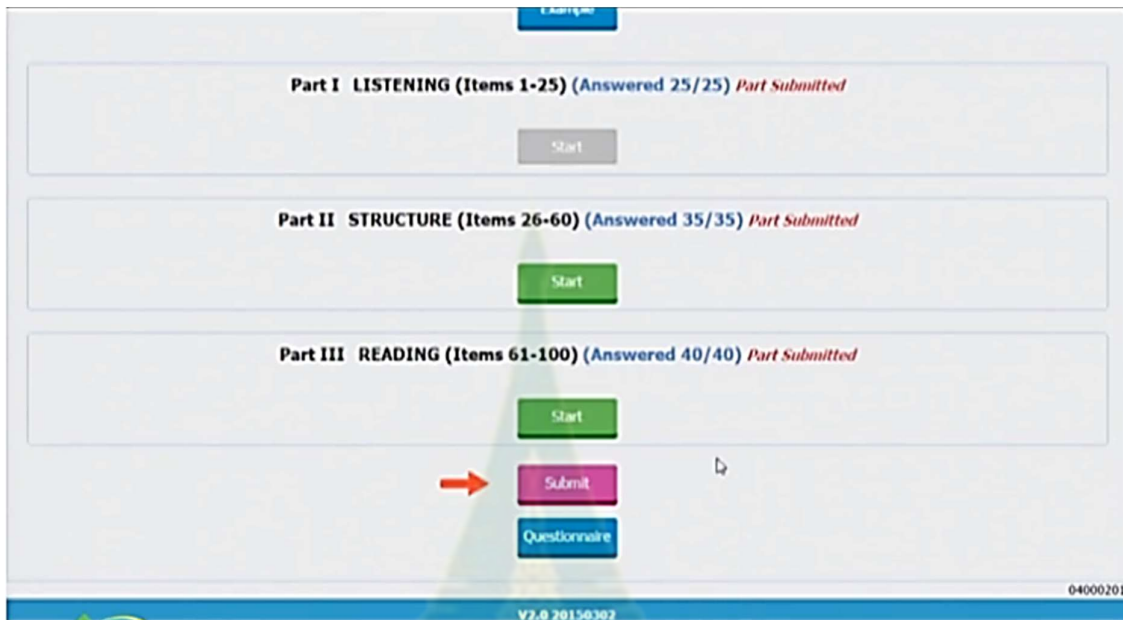 Example
Part I LISTENING (Items 1-25) (Answered 25/25) Part Submitted
Start
Part II STRUCTURE (Items 26-60) (Answered 35/35) Part Submitted
Start
Part III READING (Items 61-100) (Answered 40/40) Part Submitted
Start
Submit
Questionnaire
04000201
V2.0 20150302